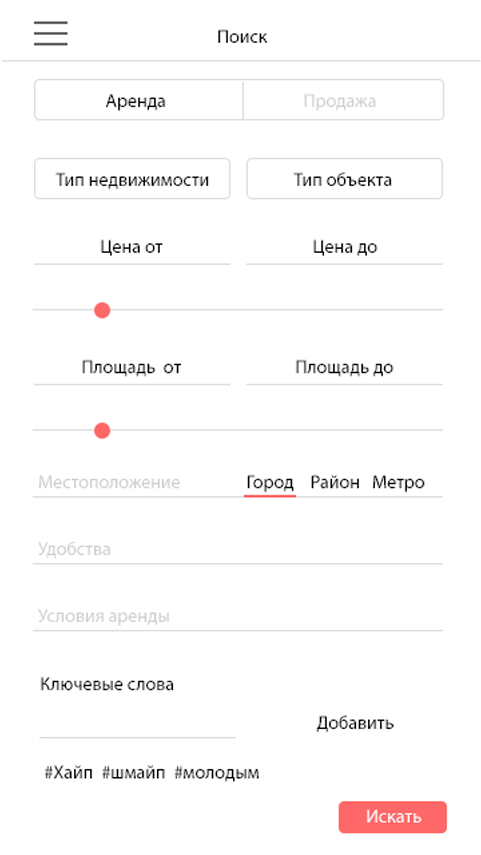 Поиск
Аренда Продажа
Тип недвижимости Тип объекта
Цена от Цена до
Площадь от Площадь до
Местоположение Город Район Метро
Удобства
Условия аренды
Ключевые слова
Добавить
#Хайп #шмайп #молодым
Искать